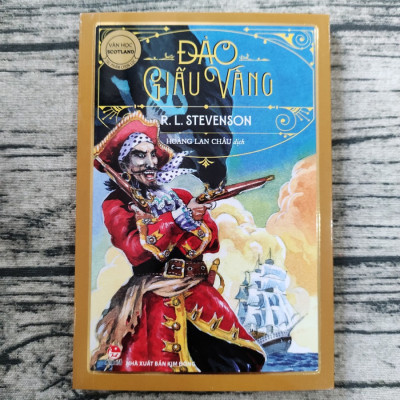 VĂN HỌC
SCOTLAND
ĐẢO
GIẤU VÀNG
R. L. STEVENSON
HOÀNG LAN CHÂU dịch
NHÀ XUẤT BẢN KIM ĐỒNG